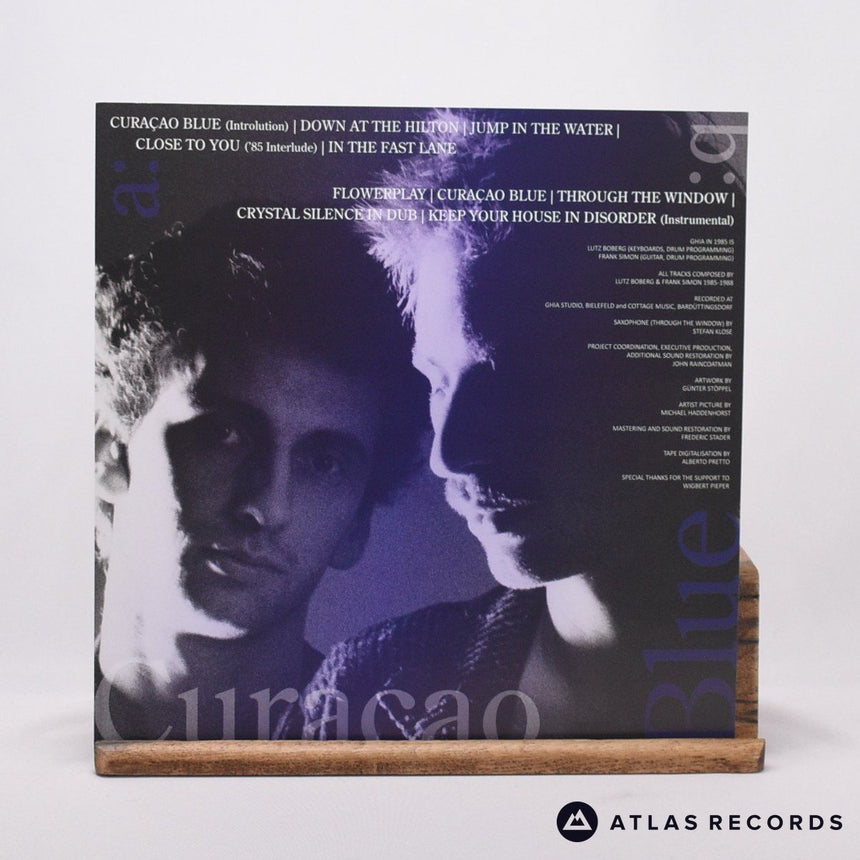 CURAÇAO BLUE (Introlution) | DOWN AT THE HILTON | JUMP IN THE WATER |
CLOSE TO YOU ('85 Interlude) | IN THE FAST LANE
a:
:b
FLOWERPLAY | CURAÇAO BLUE | THROUGH THE WINDOW |
CRYSTAL SILENCE IN DUB | KEEP YOUR HOUSE IN DISORDER (Instrumental)
GHIA IN 1985 IS
LUTZ BOBERG (KEYBOARDS, DRUM PROGRAMMING)
FRANK SIMON (GUITAR, DRUM PROGRAMMING)
ALL TRACKS COMPOSED BY
LUTZ BOBERG & FRANK SIMON 1985-1988
RECORDED AT
GHIA STUDIO, BIELEFELD and COTTAGE MUSIC, BARDÜTTINGSDORF
SAXOPHONE (THROUGH THE WINDOW) BY
STEFAN KLOSE
PROJECT COORDINATION, EXECUTIVE PRODUCTION,
ADDITIONAL SOUND RESTORATION BY
JOHN RAINCOATMAN
ARTWORK BY
GÜNTER STÖPPEL
ARTIST PICTURE BY
MICHAEL HADDENHORST
MASTERING AND SOUND RESTORATION BY
FREDERIC STADER
TAPE DIGITALISATION BY
ALBERTO PRETTO
SPECIAL THANKS FOR THE SUPPORT TO
WIGBERT PIEPER
Curaçao
Blue
ATLAS RECORDS